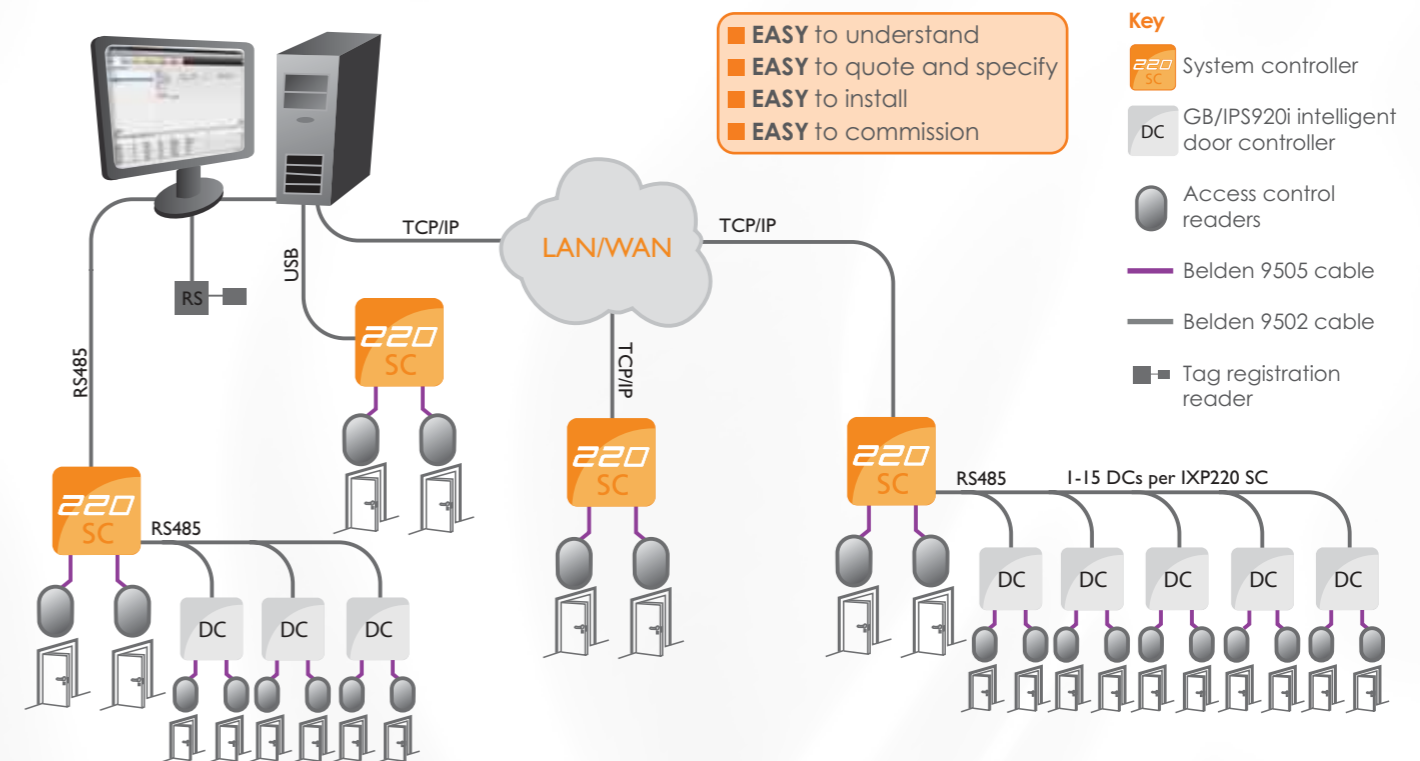 EASY to understand
EASY to quote and specify
EASY to install
EASY to commission
Key
220
SC
System controller
DC
GB/IPS920i intelligent
door controller
Access control
readers
Belden 9505 cable
Belden 9502 cable
Tag registration
reader
TCP/IP
LAN/WAN
TCP/IP
USB
RS
RS485
TCP/IP
220
SC
220
SC
220
SC
220
SC
RS485
DC
DC
DC
RS485
1-15 DCs per IXP220 SC
DC
DC
DC
DC
DC